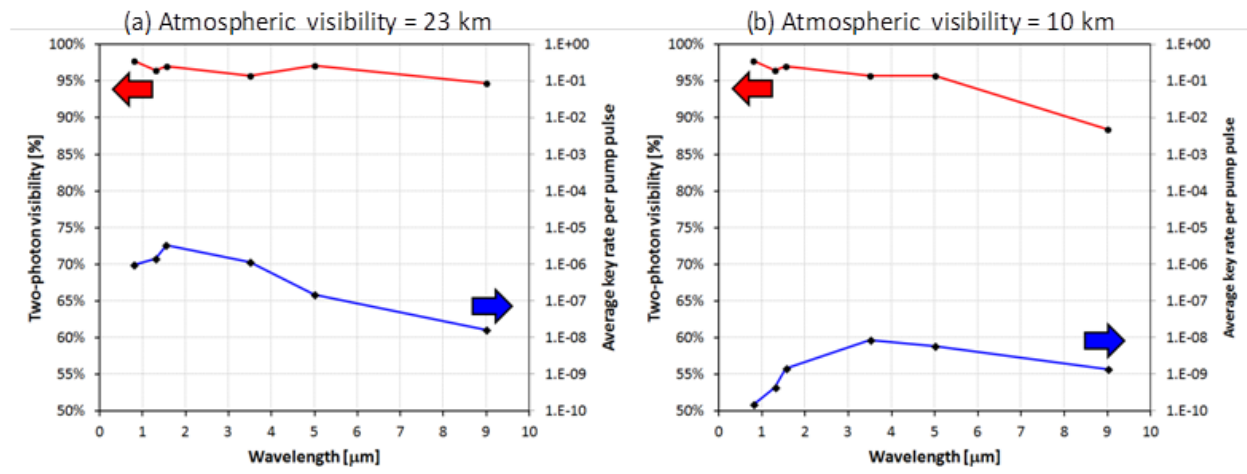 (a) Atmospheric visibility = 23 km
100%
95%
90%
85%
80%
75%
70%
65%
60%
55%
50%
Two-photon visibility [%]
1.E+00
1.E-01
1.E-02
1.E-03
1.E-04
1.E-05
1.E-06
1.E-07
1.E-08
1.E-09
1.E-10
Average key rate per pump pulse
0 1 2 3 4 5 6 7 8 9 10
Wavelength [μm]
(b) Atmospheric visibility = 10 km
100%
95%
90%
85%
80%
75%
70%
65%
60%
55%
50%
Two-photon visibility [%]
1.E+00
1.E-01
1.E-02
1.E-03
1.E-04
1.E-05
1.E-06
1.E-07
1.E-08
1.E-09
1.E-10
Average key rate per pump pulse
0 1 2 3 4 5 6 7 8 9 10
Wavelength [μm]